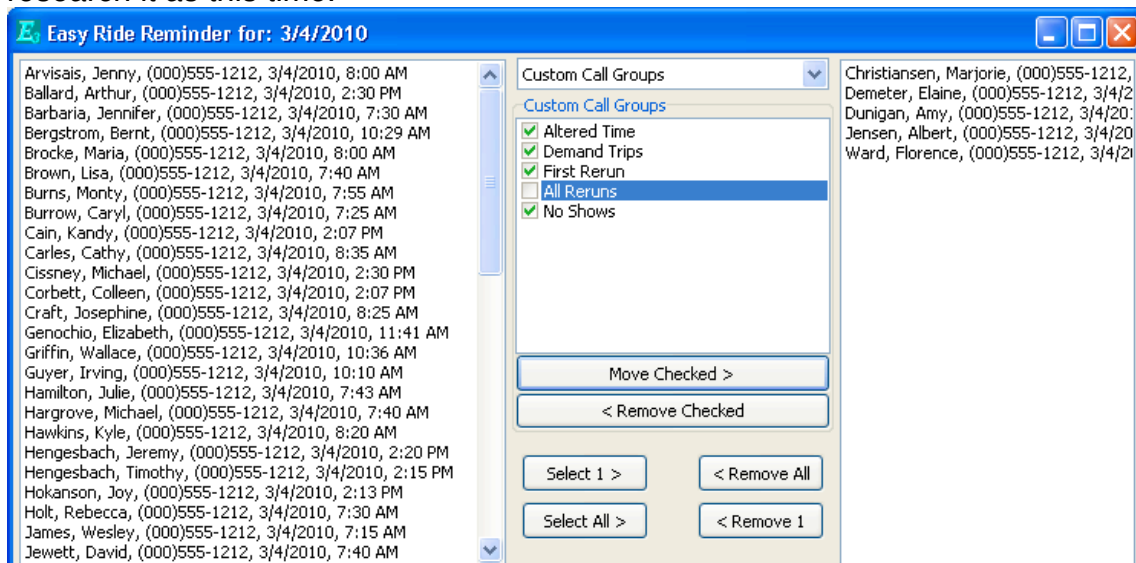 research it as this time.
Easy Ride Reminder for: 3/4/2010
Arvisais, Jenny, (000)555-1212, 3/4/2010, 8:00 AM
Ballard, Arthur, (000)555-1212, 3/4/2010, 2:30 PM
Barbaria, Jennifer, (000)555-1212, 3/4/2010, 7:30 AM
Bergstrom, Bernt, (000)555-1212, 3/4/2010, 10:29 AM
Brocke, Maria, (000)555-1212, 3/4/2010, 8:00 AM
Brown, Lisa, (000)555-1212, 3/4/2010, 7:40 AM
Burns, Monty, (000)555-1212, 3/4/2010, 7:55 AM
Burrow, Caryl, (000)555-1212, 3/4/2010, 7:25 AM
Cain, Kandy, (000)555-1212, 3/4/2010, 2:07 PM
Carles, Cathy, (000)555-1212, 3/4/2010, 8:35 AM
Cissney, Michael, (000)555-1212, 3/4/2010, 2:30 PM
Corbett, Colleen, (000)555-1212, 3/4/2010, 2:07 PM
Craft, Josephine, (000)555-1212, 3/4/2010, 8:25 AM
Genochio, Elizabeth, (000)555-1212, 3/4/2010, 11:41 AM
Griffin, Wallace, (000)555-1212, 3/4/2010, 10:36 AM
Guyer, Irving, (000)555-1212, 3/4/2010, 10:10 AM
Hamilton, Julie, (000)555-1212, 3/4/2010, 7:43 AM
Hargrove, Michael, (000)555-1212, 3/4/2010, 7:40 AM
Hawkins, Kyle, (000)555-1212, 3/4/2010, 8:20 AM
Hengesbach, Jeremy, (000)555-1212, 3/4/2010, 2:20 PM
Hengesbach, Timothy, (000)555-1212, 3/4/2010, 2:15 PM
Hokanson, Joy, (000)555-1212, 3/4/2010, 2:13 PM
Holt, Rebecca, (000)555-1212, 3/4/2010, 7:30 AM
James, Wesley, (000)555-1212, 3/4/2010, 7:15 AM
Jewett, David, (000)555-1212, 3/4/2010, 7:40 AM
Custom Call Groups
Custom Call Groups
Altered Time
Demand Trips
First Rerun
All Reruns
No Shows
Move Checked >
< Remove Checked
Select 1 >
< Remove All
Select All >
< Remove 1
Christiansen, Marjorie, (000)555-1212,
Demeter, Elaine, (000)555-1212, 3/4/2
Dunigan, Amy, (000)555-1212, 3/4/20
Jensen, Albert, (000)555-1212, 3/4/20
Ward, Florence, (000)555-1212, 3/4/2